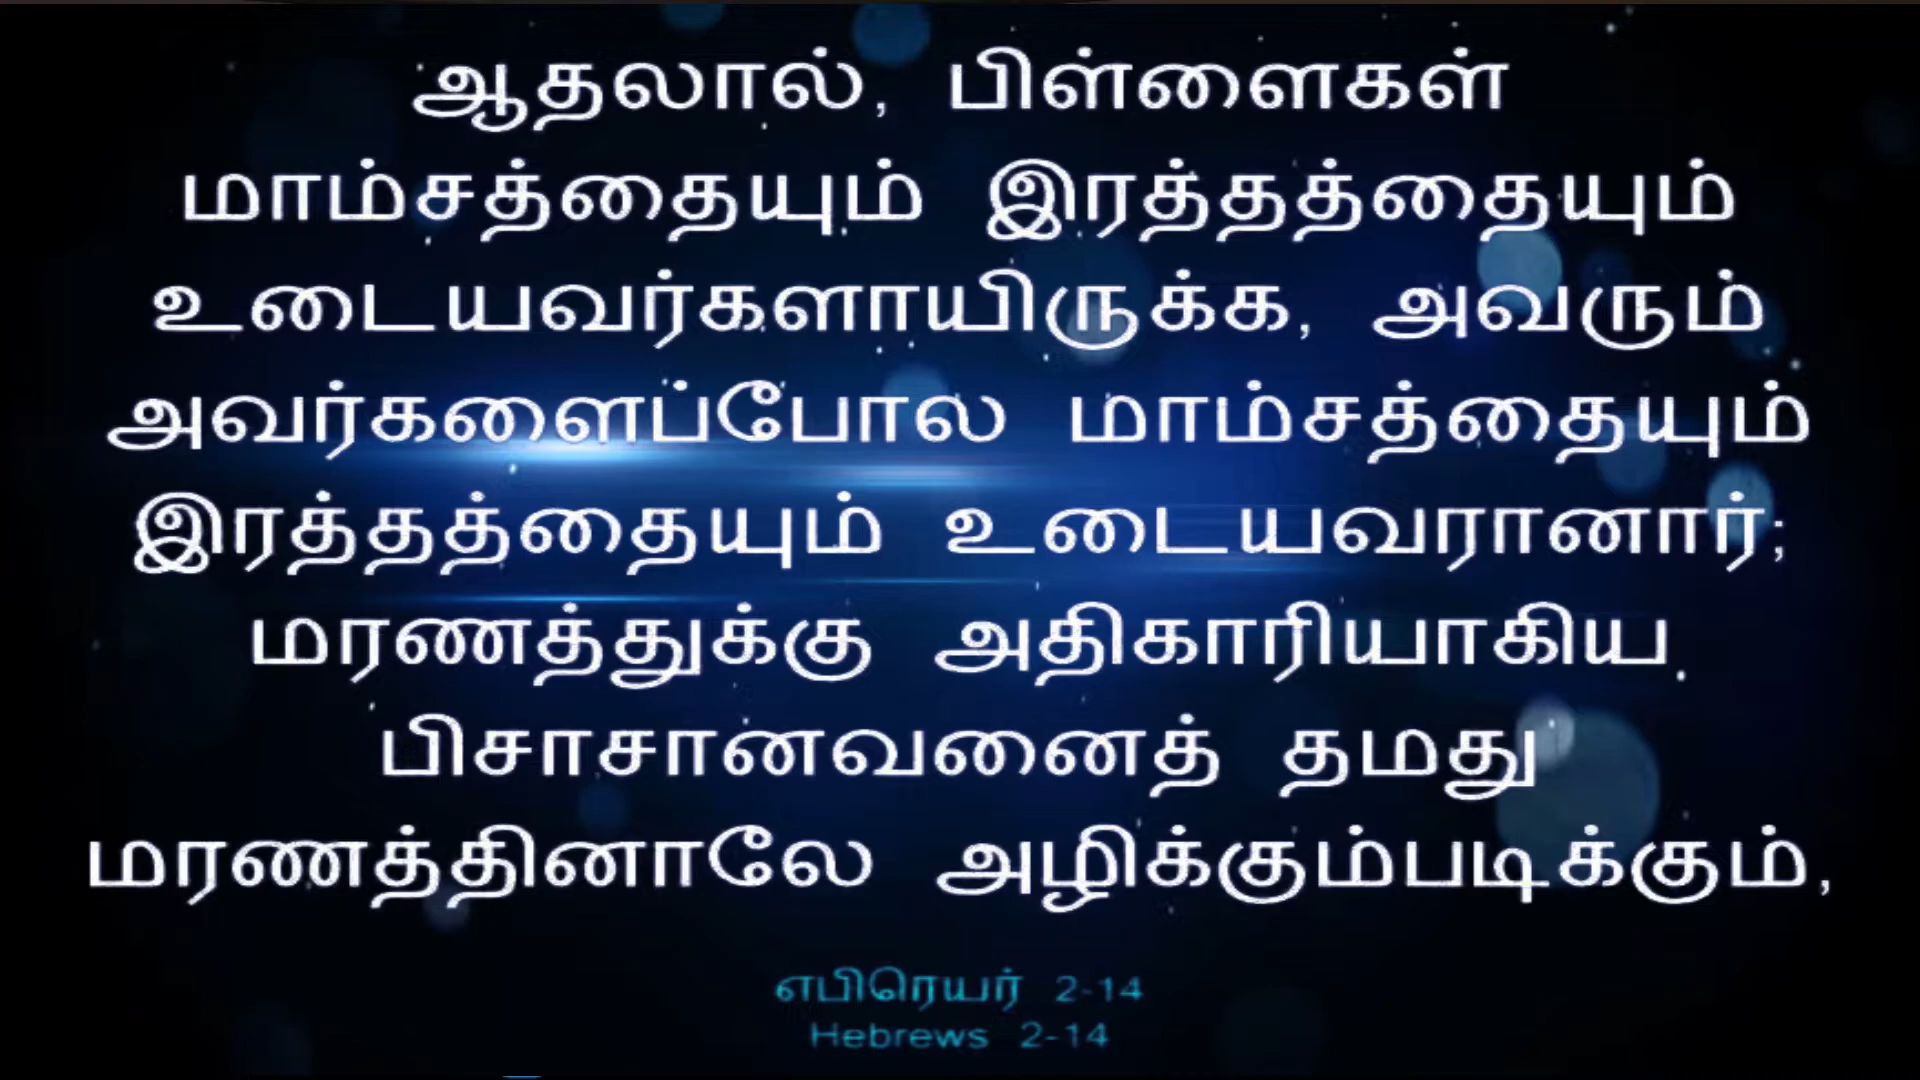 ஆதலால், பிள்ளைகள்
மாம்சத்தையும் இரத்தத்தையும்
உடையவர்களாயிருக்க, அவரும்
அவர்களைப்போல மாம்சத்தையும்
இரத்தத்தையும் உடையவரானார்;
மரணத்துக்கு அதிகாரியாகிய
பிசாசானவனைத் தமது
மரணத்தினாலே அழிக்கும்படிக்கும்,
எபிரெயர் 2-14
Hebrews 2-14